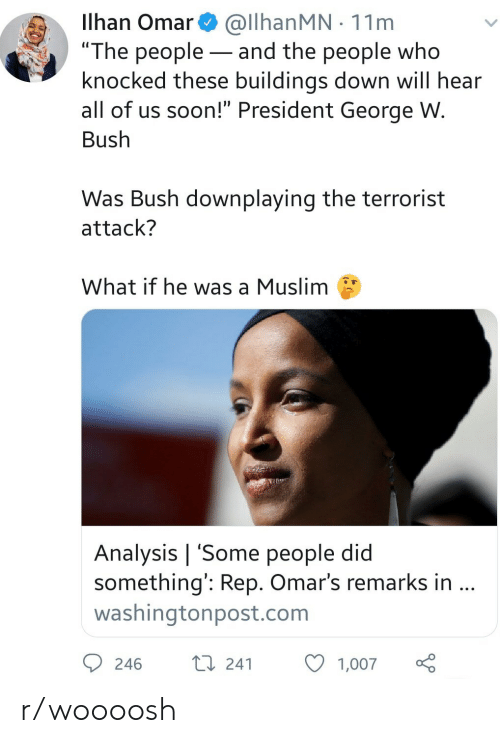 Ilhan Omar @IlhanMN · 11m
“The people — and the people who
knocked these buildings down will hear
all of us soon!” President George W.
Bush
Was Bush downplaying the terrorist
attack?
What if he was a Muslim 🤔
Analysis | ‘Some people did
something’: Rep. Omar’s remarks in ...
washingtonpost.com
246 241 1,007
r/woooosh